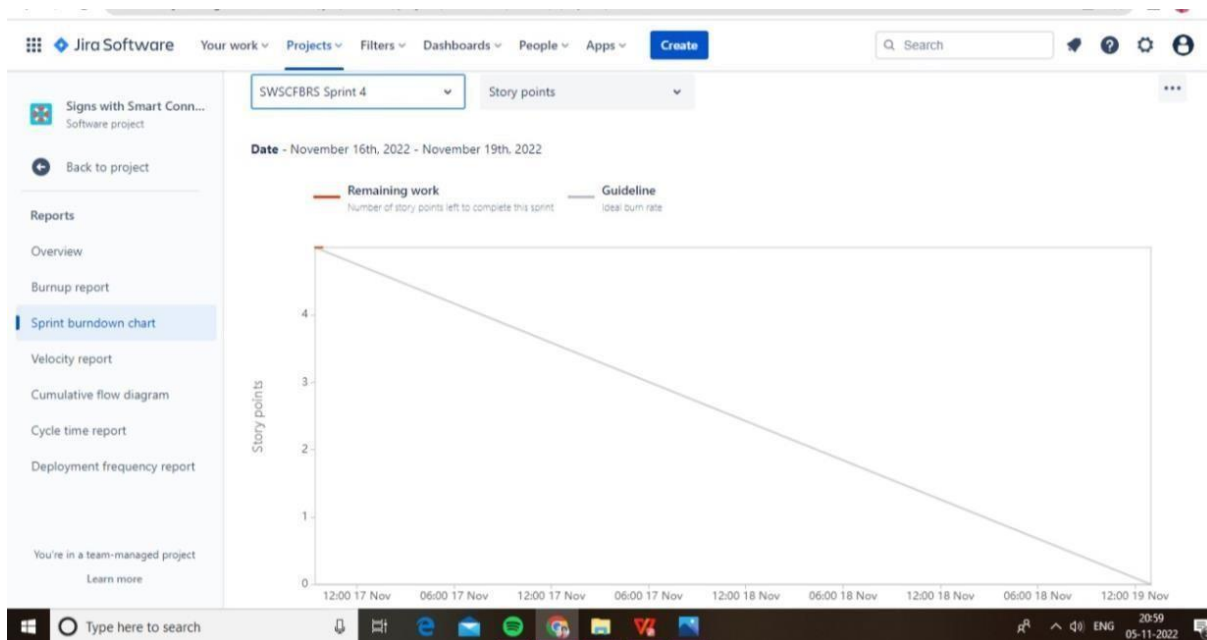 Jira Software Your work Projects Filters Dashboards People Apps Create Search
Signs with Smart Conn...
Software project
Back to project
Reports
Overview
Burnup report
Sprint burndown chart
Velocity report
Cumulative flow diagram
Cycle time report
Deployment frequency report
You're in a team-managed project
Learn more
SWSCFBRS Sprint 4 Story points
Date - November 16th, 2022 - November 19th, 2022
Remaining work Guideline
Number of story points left to complete this sprint Ideal burn rate
Story points
4
3
2
1
0
12:00 17 Nov 06:00 17 Nov 12:00 17 Nov 06:00 17 Nov 12:00 18 Nov 06:00 18 Nov 12:00 18 Nov 06:00 18 Nov 12:00 19 Nov
Type here to search ENG 20:59
05-11-2022